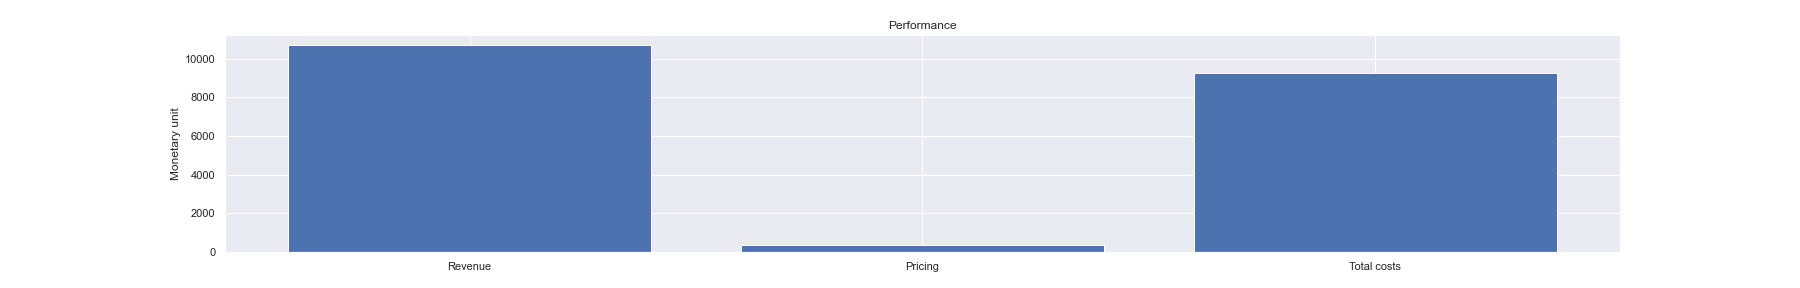 Performance
Monetary unit
10000
8000
6000
4000
2000
0
Revenue
Pricing
Total costs